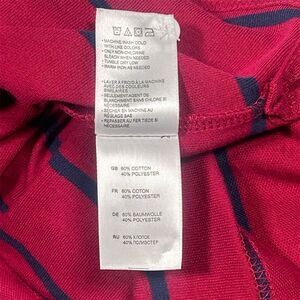 • MACHINE WASH COLD
WITH LIKE COLORS
• ONLY NON-CHLORINE
BLEACH WHEN NEEDED
• TUMBLE DRY LOW
• WARM IRON AS NEEDED
• LAVER À FROID À LA MACHINE
AVEC DES COULEURS
SIMILAIRES
• SEULEMENT AGENT DE
BLANCHIMENT SANS CHLORE SI
NÉCESSAIRE
• SÉCHER EN MACHINE AU
RÉGLAGE BAS
• REPASSER AU FER TIÈDE SI
NÉCESSAIRE
GB 60% COTTON
40% POLYESTER
FR 60% COTON
40% POLYESTER
DE 60% BAUMWOLLE
40% POLYESTER
RU 60% ХЛОПОК
40% ПОЛИЭСТЕР